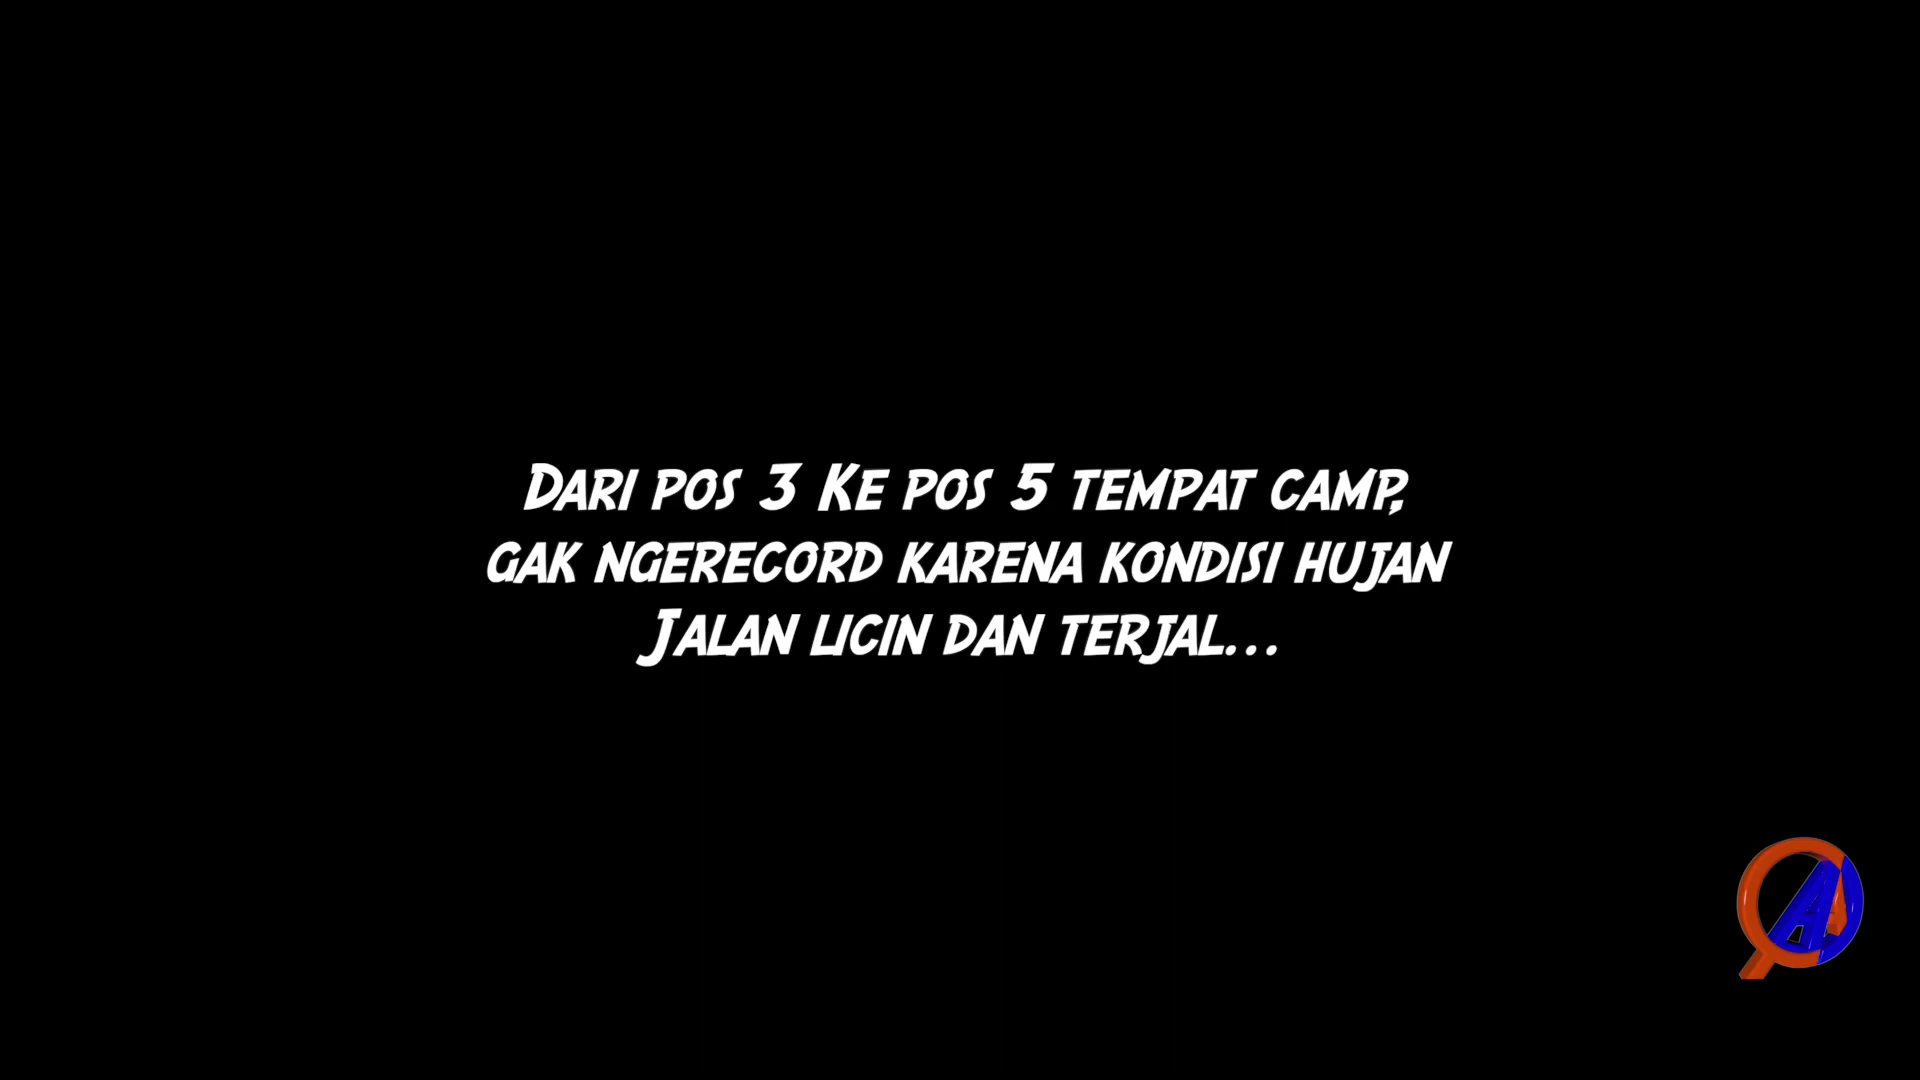 Dari pos 3 Ke pos 5 tempat camp,
gak ngerecord karena kondisi hujan
Jalan licin dan terjal...